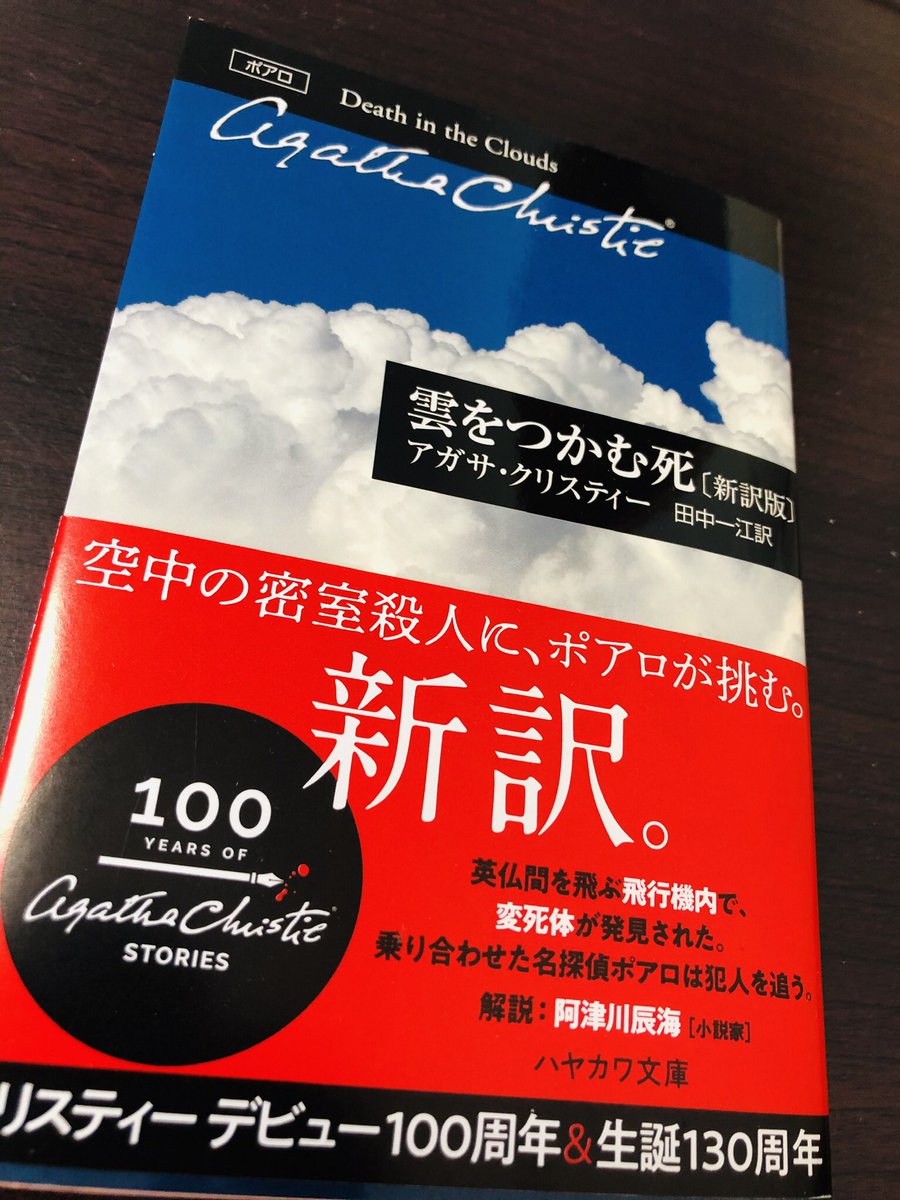 ポアロ
Death in the Clouds
Agatha Christie®
雲をつかむ死〔新訳版〕
アガサ・クリスティー 田中一江訳
空中の密室殺人に、ポアロが挑む。
新訳。
100
YEARS OF
Agatha Christie®
STORIES
英仏間を飛ぶ飛行機内で、
変死体が発見された。
乗り合わせた名探偵ポアロは犯人を追う。
解説：阿津川辰海［小説家］
ハヤカワ文庫
リスティー デビュー100周年&生誕130周年